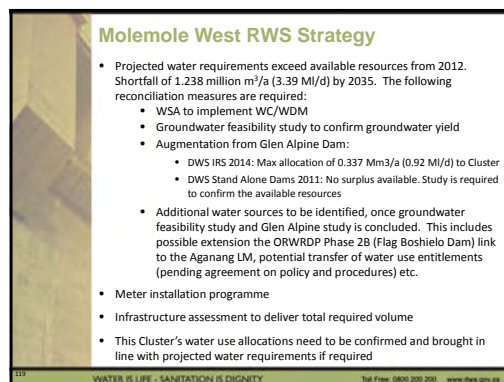 Molemole West RWS Strategy
• Projected water requirements exceed available resources from 2012.
Shortfall of 1.238 million m³/a (3.39 Ml/d) by 2035. The following
reconciliation measures are required:
• WSA to implement WC/WDM
• Groundwater feasibility study to confirm groundwater yield
• Augmentation from Glen Alpine Dam:
• DWS IRS 2014: Max allocation of 0.337 Mm3/a (0.92 Ml/d) to Cluster
• DWS Stand Alone Dams 2011: No surplus available. Study is required
to confirm the available resources
• Additional water sources to be identified, once groundwater
feasibility study and Glen Alpine study is concluded. This includes
possible extension the ORWRDP Phase 2B (Flag Boshielo Dam) link
to the Aganang LM, potential transfer of water use entitlements
(pending agreement on policy and procedures) etc.
• Meter installation programme
• Infrastructure assessment to deliver total required volume
• This Cluster's water use allocations need to be confirmed and brought in
line with projected water requirements if required
119
WATER IS LIFE - SANITATION IS DIGNITY Toll Free: 0800 200 200 www.dwa.gov.za